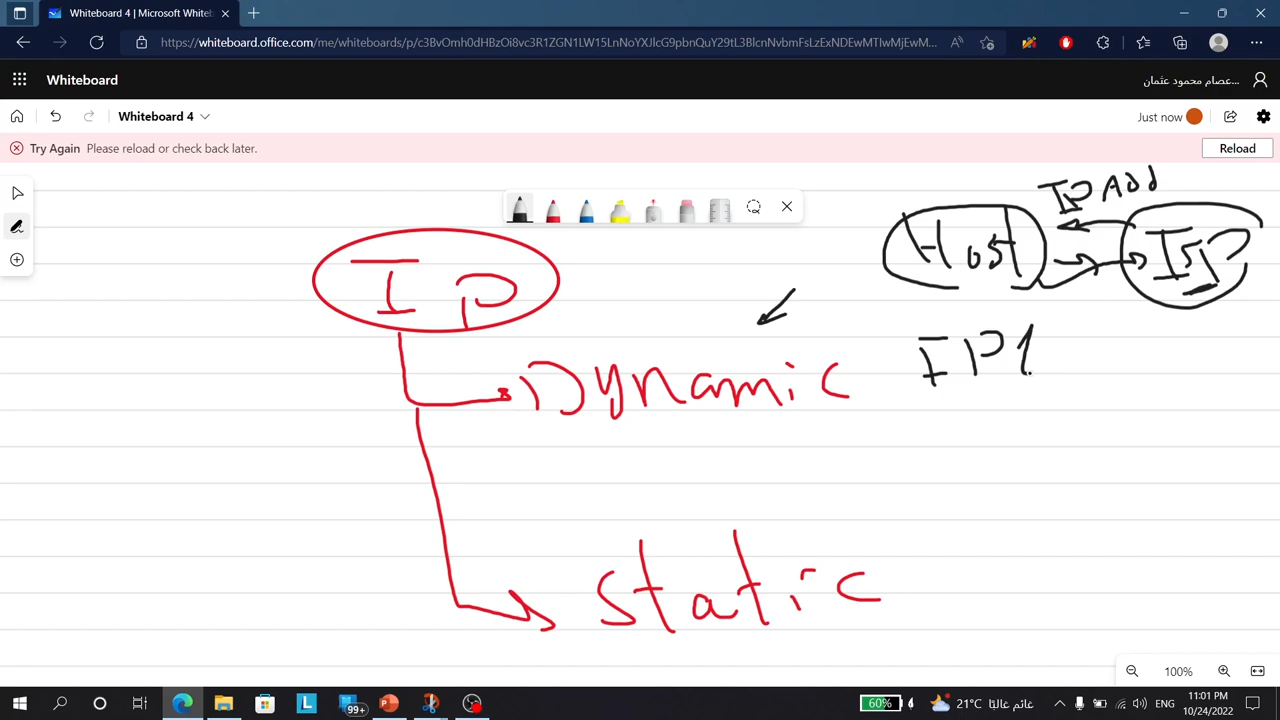 Whiteboard 4 | Microsoft Whiteb
https://whiteboard.office.com/me/whiteboards/p/c3BvOmh0dHBzOi8vc3R1ZGN1LW15LnNoYXJlcG9pbnQuY29tL3BlcnNvbmFsLzExNDEwMTIwMjEwM...
Whiteboard
عصام محمود عثمان...
Whiteboard 4
Just now
Try Again Please reload or check back later.
Reload
IP Add
Host
ISP
IP
IP1
Dynamic
Static
100%
L
99+
60%
21°C غائم غالبًا
ENG
11:01 PM
10/24/2022